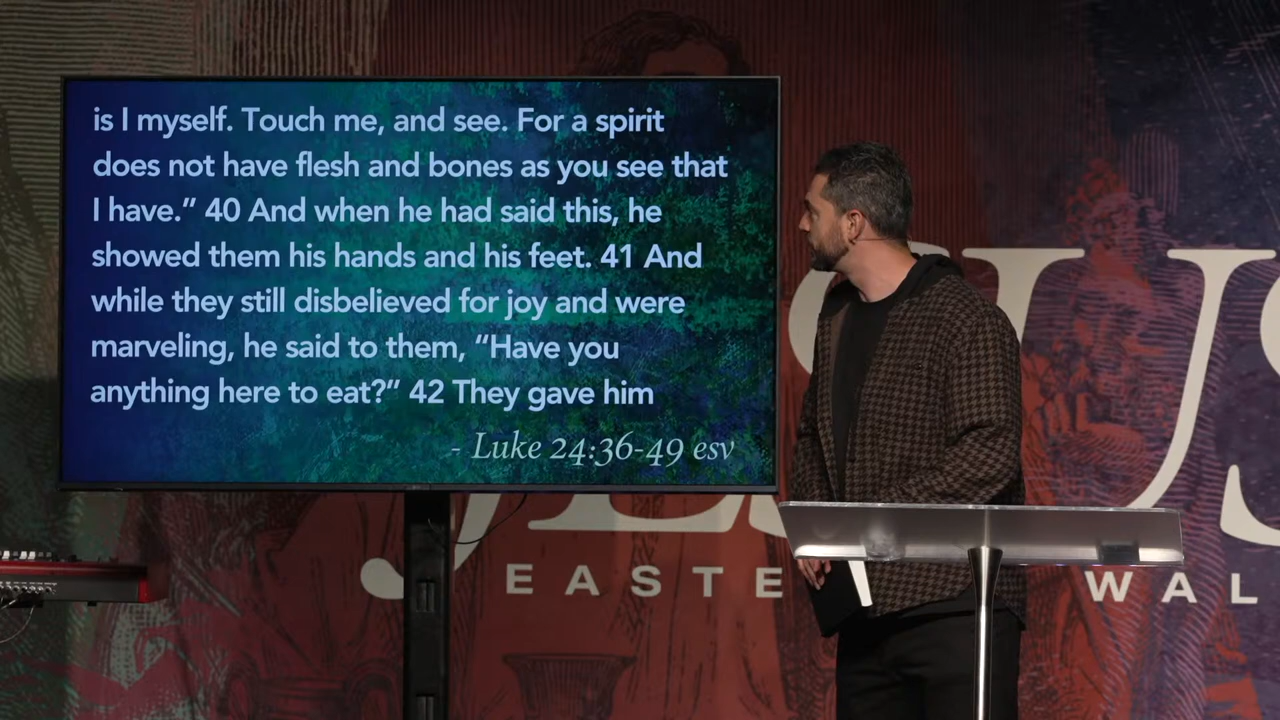 is I myself. Touch me, and see. For a spirit
does not have flesh and bones as you see that
I have.” 40 And when he had said this, he
showed them his hands and his feet. 41 And
while they still disbelieved for joy and were
marveling, he said to them, “Have you
anything here to eat?” 42 They gave him
- Luke 24:36-49 esv